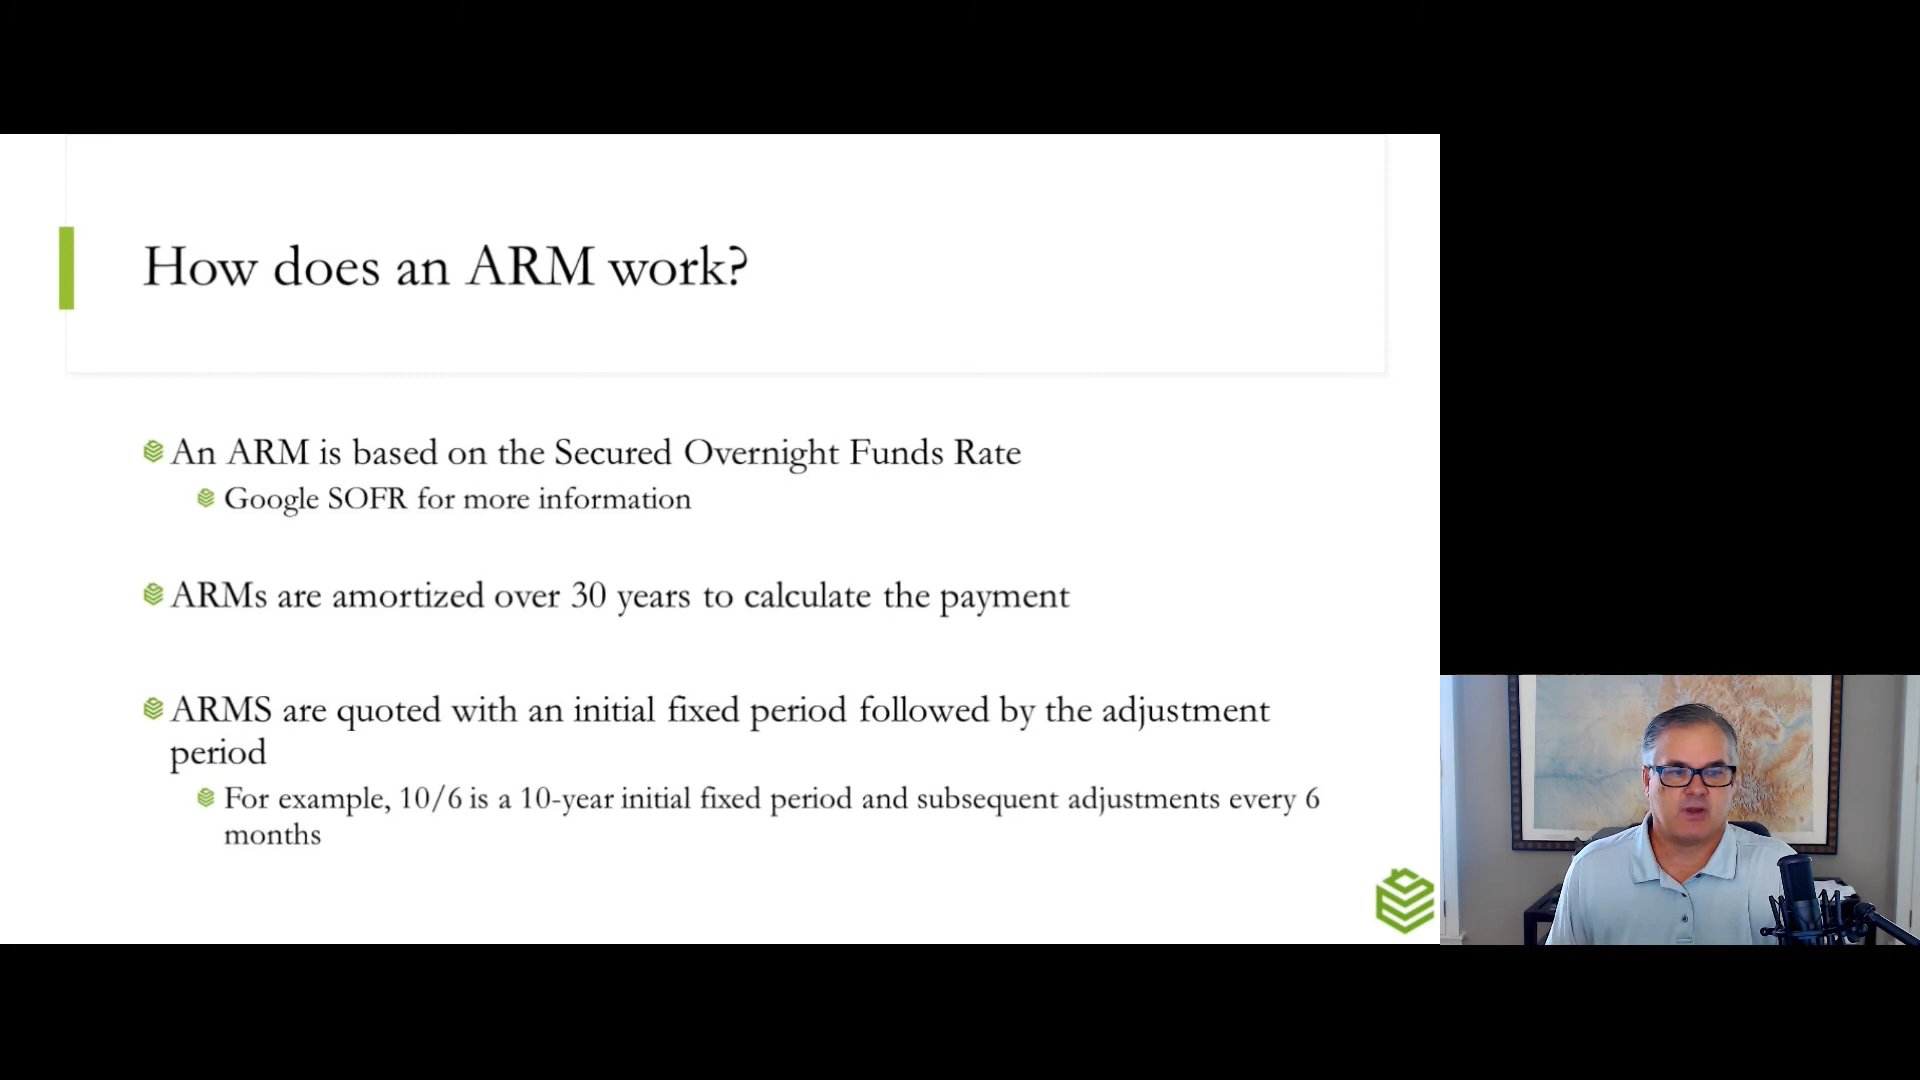 How does an ARM work?
An ARM is based on the Secured Overnight Funds Rate
Google SOFR for more information
ARMs are amortized over 30 years to calculate the payment
ARMS are quoted with an initial fixed period followed by the adjustment
period
For example, 10/6 is a 10-year initial fixed period and subsequent adjustments every 6
months